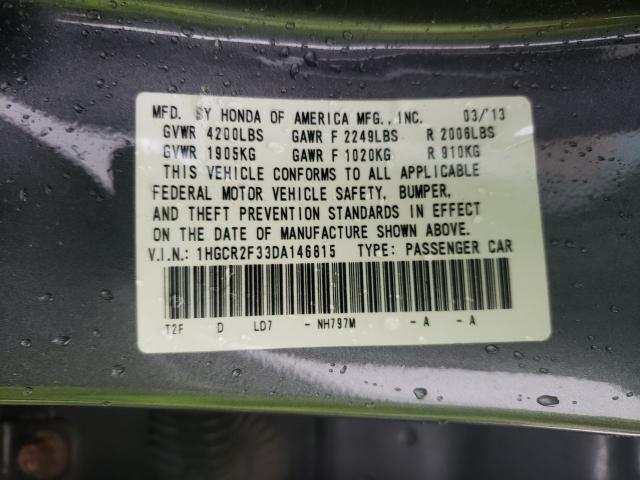 MFD. BY HONDA OF AMERICA MFG., INC. 03/'13
GVWR 4200LBS GAWR F 2249LBS R 2006LBS
GVWR 1905KG GAWR F 1020KG R 910KG
THIS VEHICLE CONFORMS TO ALL APPLICABLE
FEDERAL MOTOR VEHICLE SAFETY, BUMPER,
AND THEFT PREVENTION STANDARDS IN EFFECT
ON THE DATE OF MANUFACTURE SHOWN ABOVE.
V.I.N.: 1HGCR2F33DA146815 TYPE: PASSENGER CAR
T2F D LD7 - NH797M - A - A